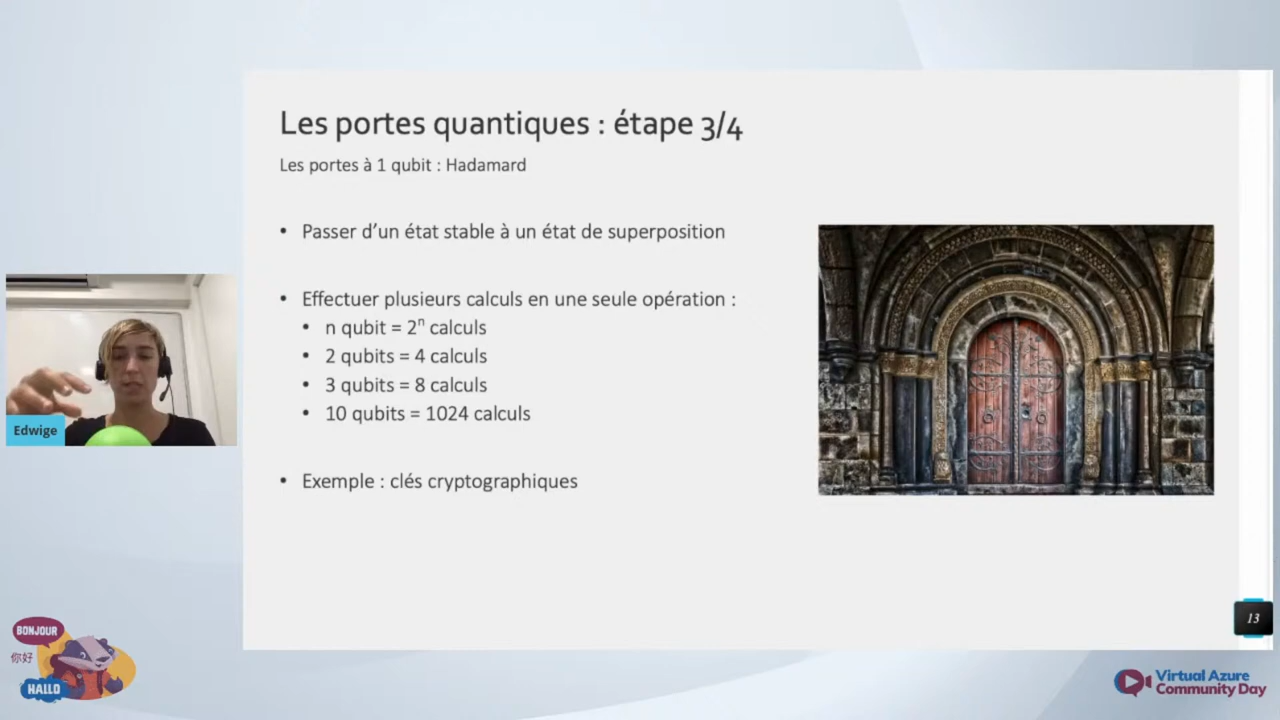 Les portes quantiques : étape 3/4
Les portes à 1 qubit : Hadamard
• Passer d’un état stable à un état de superposition
• Effectuer plusieurs calculs en une seule opération :
• n qubit = 2ⁿ calculs
• 2 qubits = 4 calculs
• 3 qubits = 8 calculs
• 10 qubits = 1024 calculs
• Exemple : clés cryptographiques
Edwige
13
BONJOUR
你好
HALLO
Virtual Azure
Community Day